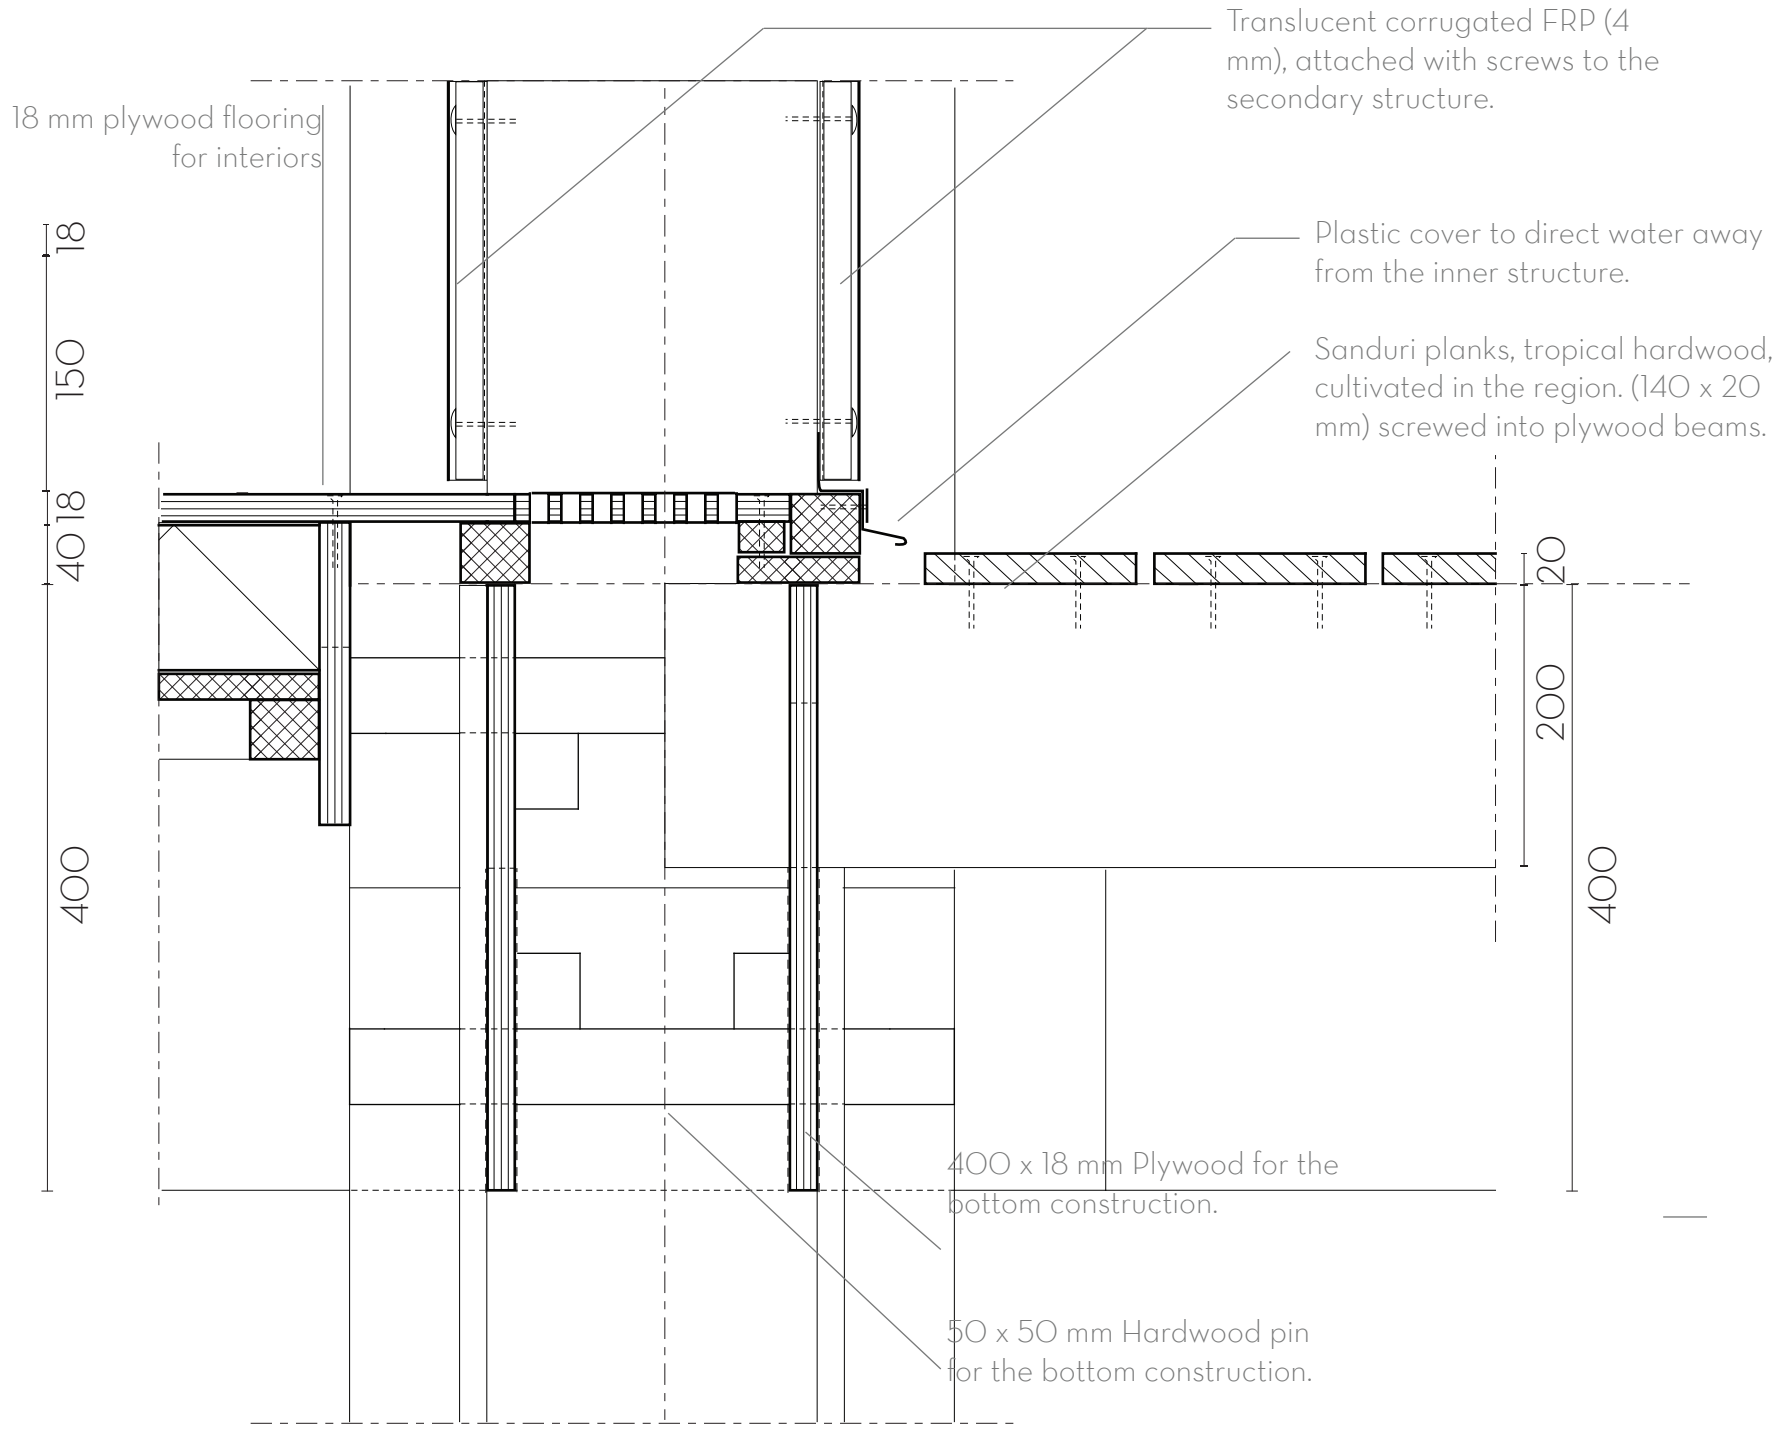 Translucent corrugated FRP (4
mm), attached with screws to the
secondary structure.
18 mm plywood flooring
for interiors
Plastic cover to direct water away
from the inner structure.
Sanduri planks, tropical hardwood,
cultivated in the region. (140 x 20
mm) screwed into plywood beams.
18
150
18
40
400
20
200
400
400 x 18 mm Plywood for the
bottom construction.
50 x 50 mm Hardwood pin
for the bottom construction.